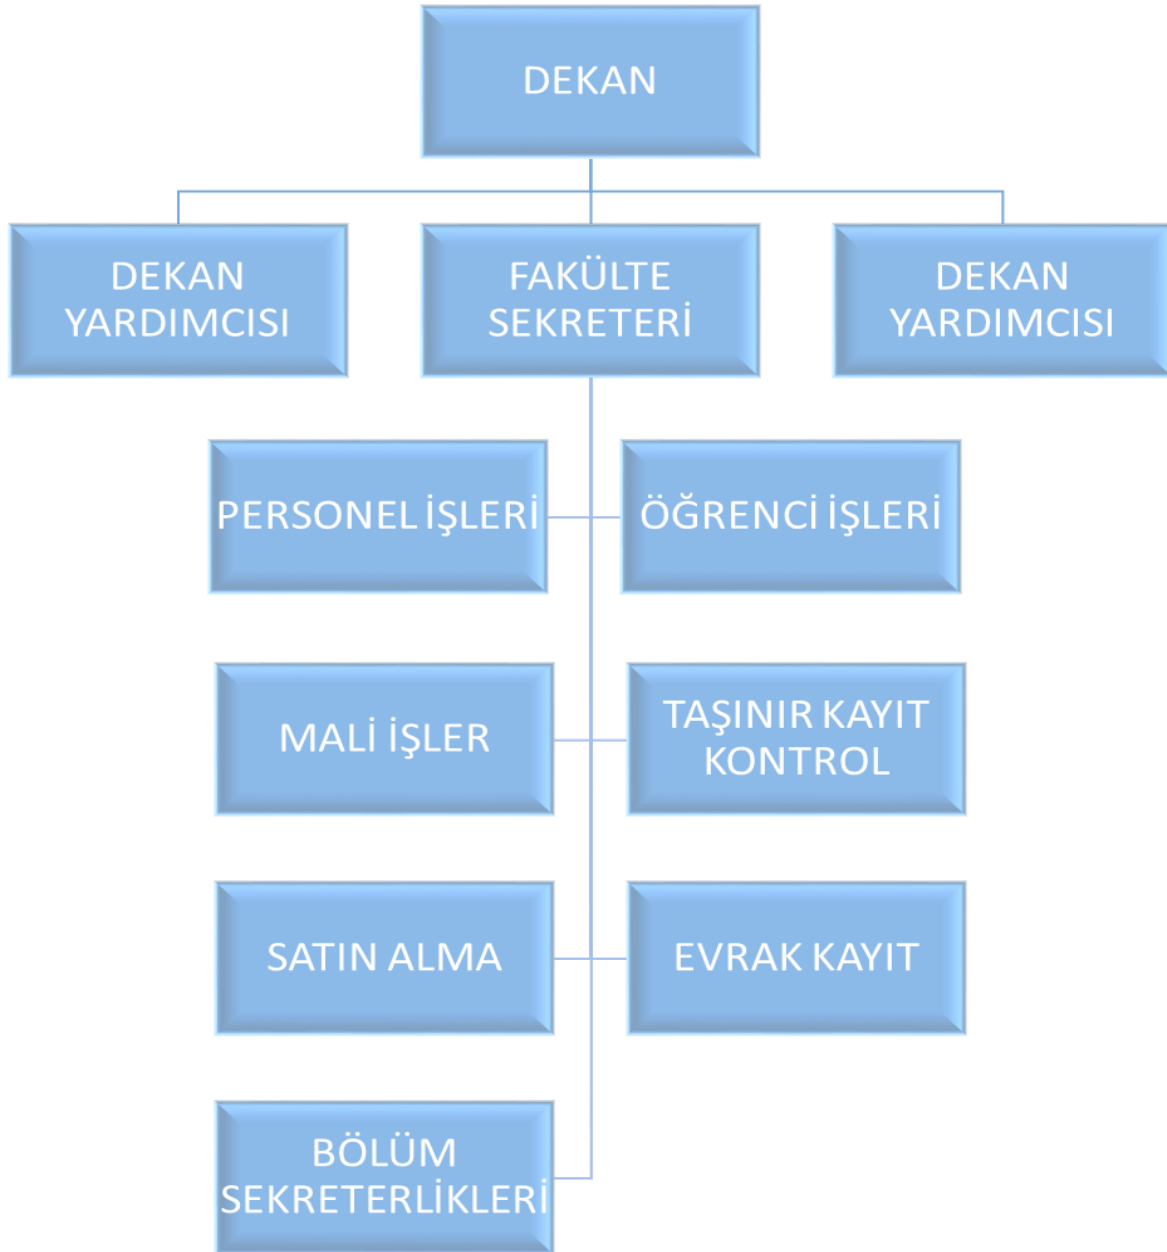 DEKAN
DEKAN
YARDIMCISI
FAKÜLTE
SEKRETERİ
DEKAN
YARDIMCISI
PERSONEL İŞLERİ
ÖĞRENCİ İŞLERİ
MALİ İŞLER
TAŞINIR KAYIT
KONTROL
SATIN ALMA
EVRAK KAYIT
BÖLÜM
SEKRETERLİKLERİ